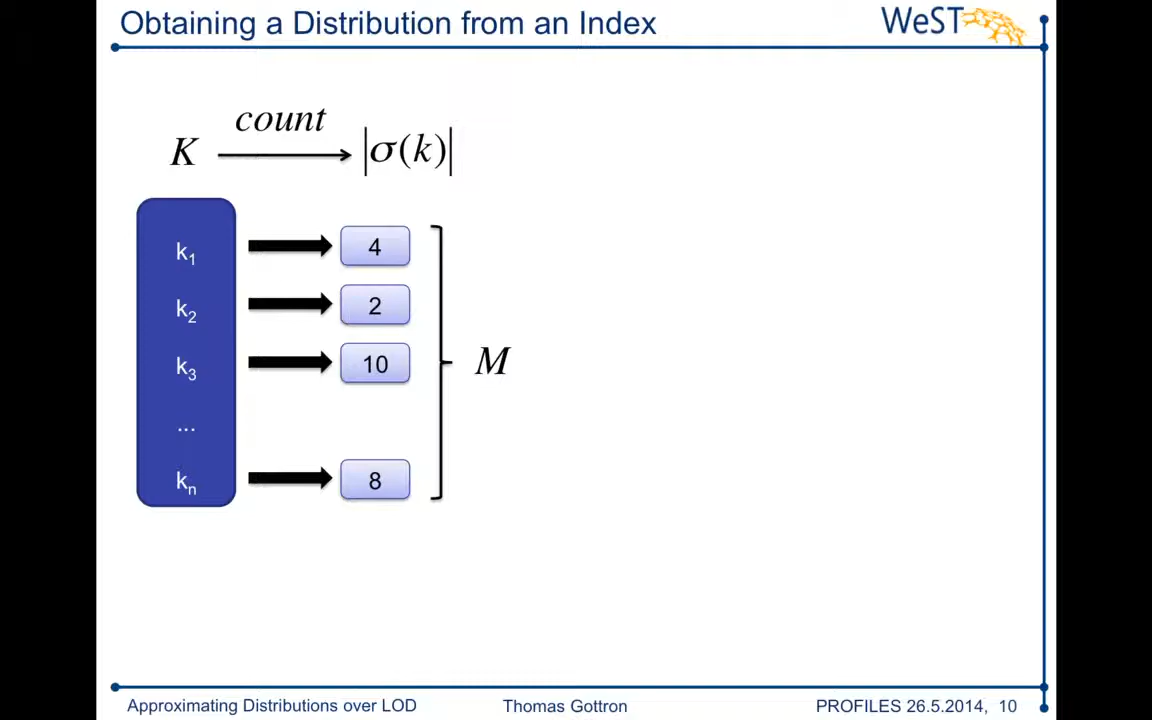 Obtaining a Distribution from an Index
WeST
count
K |σ(k)|
k₁ 4
k₂ 2
k₃ 10
M
...
kₙ 8
Approximating Distributions over LOD Thomas Gottron PROFILES 26.5.2014, 10